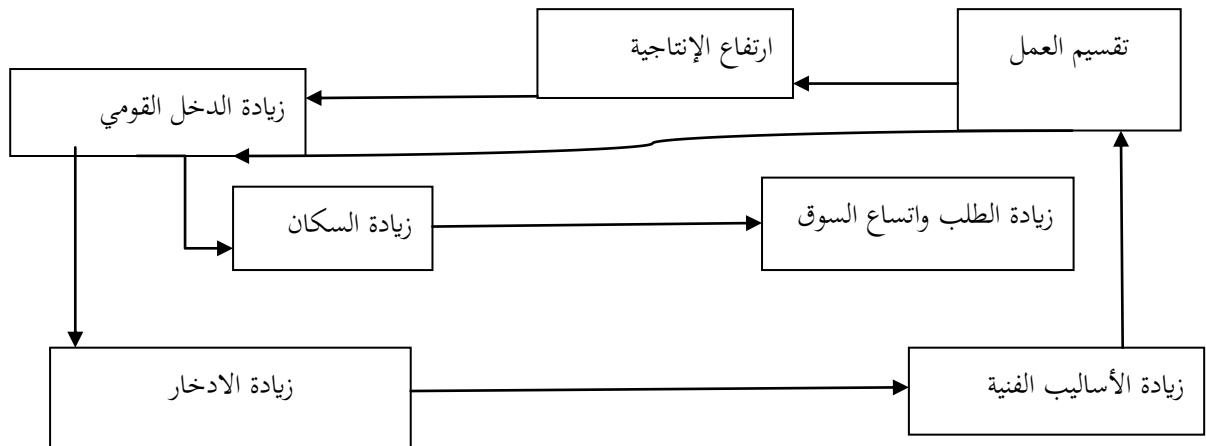 تقسيم العمل
ارتفاع الإنتاجية
زيادة الدخل القومي
زيادة الطلب واتساع السوق
زيادة السكان
زيادة الأساليب الفنية
زيادة الادخار